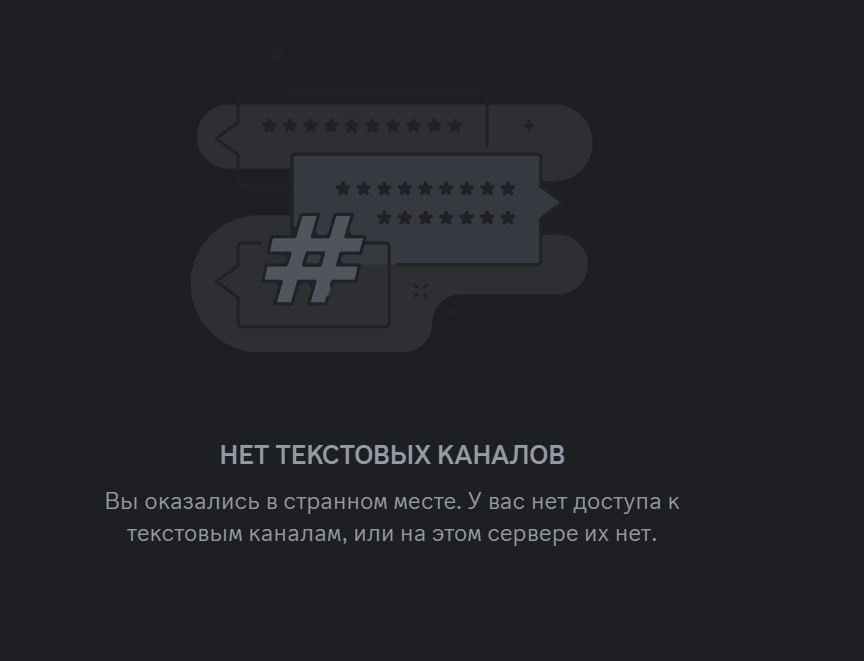 НЕТ ТЕКСТОВЫХ КАНАЛОВ
Вы оказались в странном месте. У вас нет доступа к
текстовым каналам, или на этом сервере их нет.